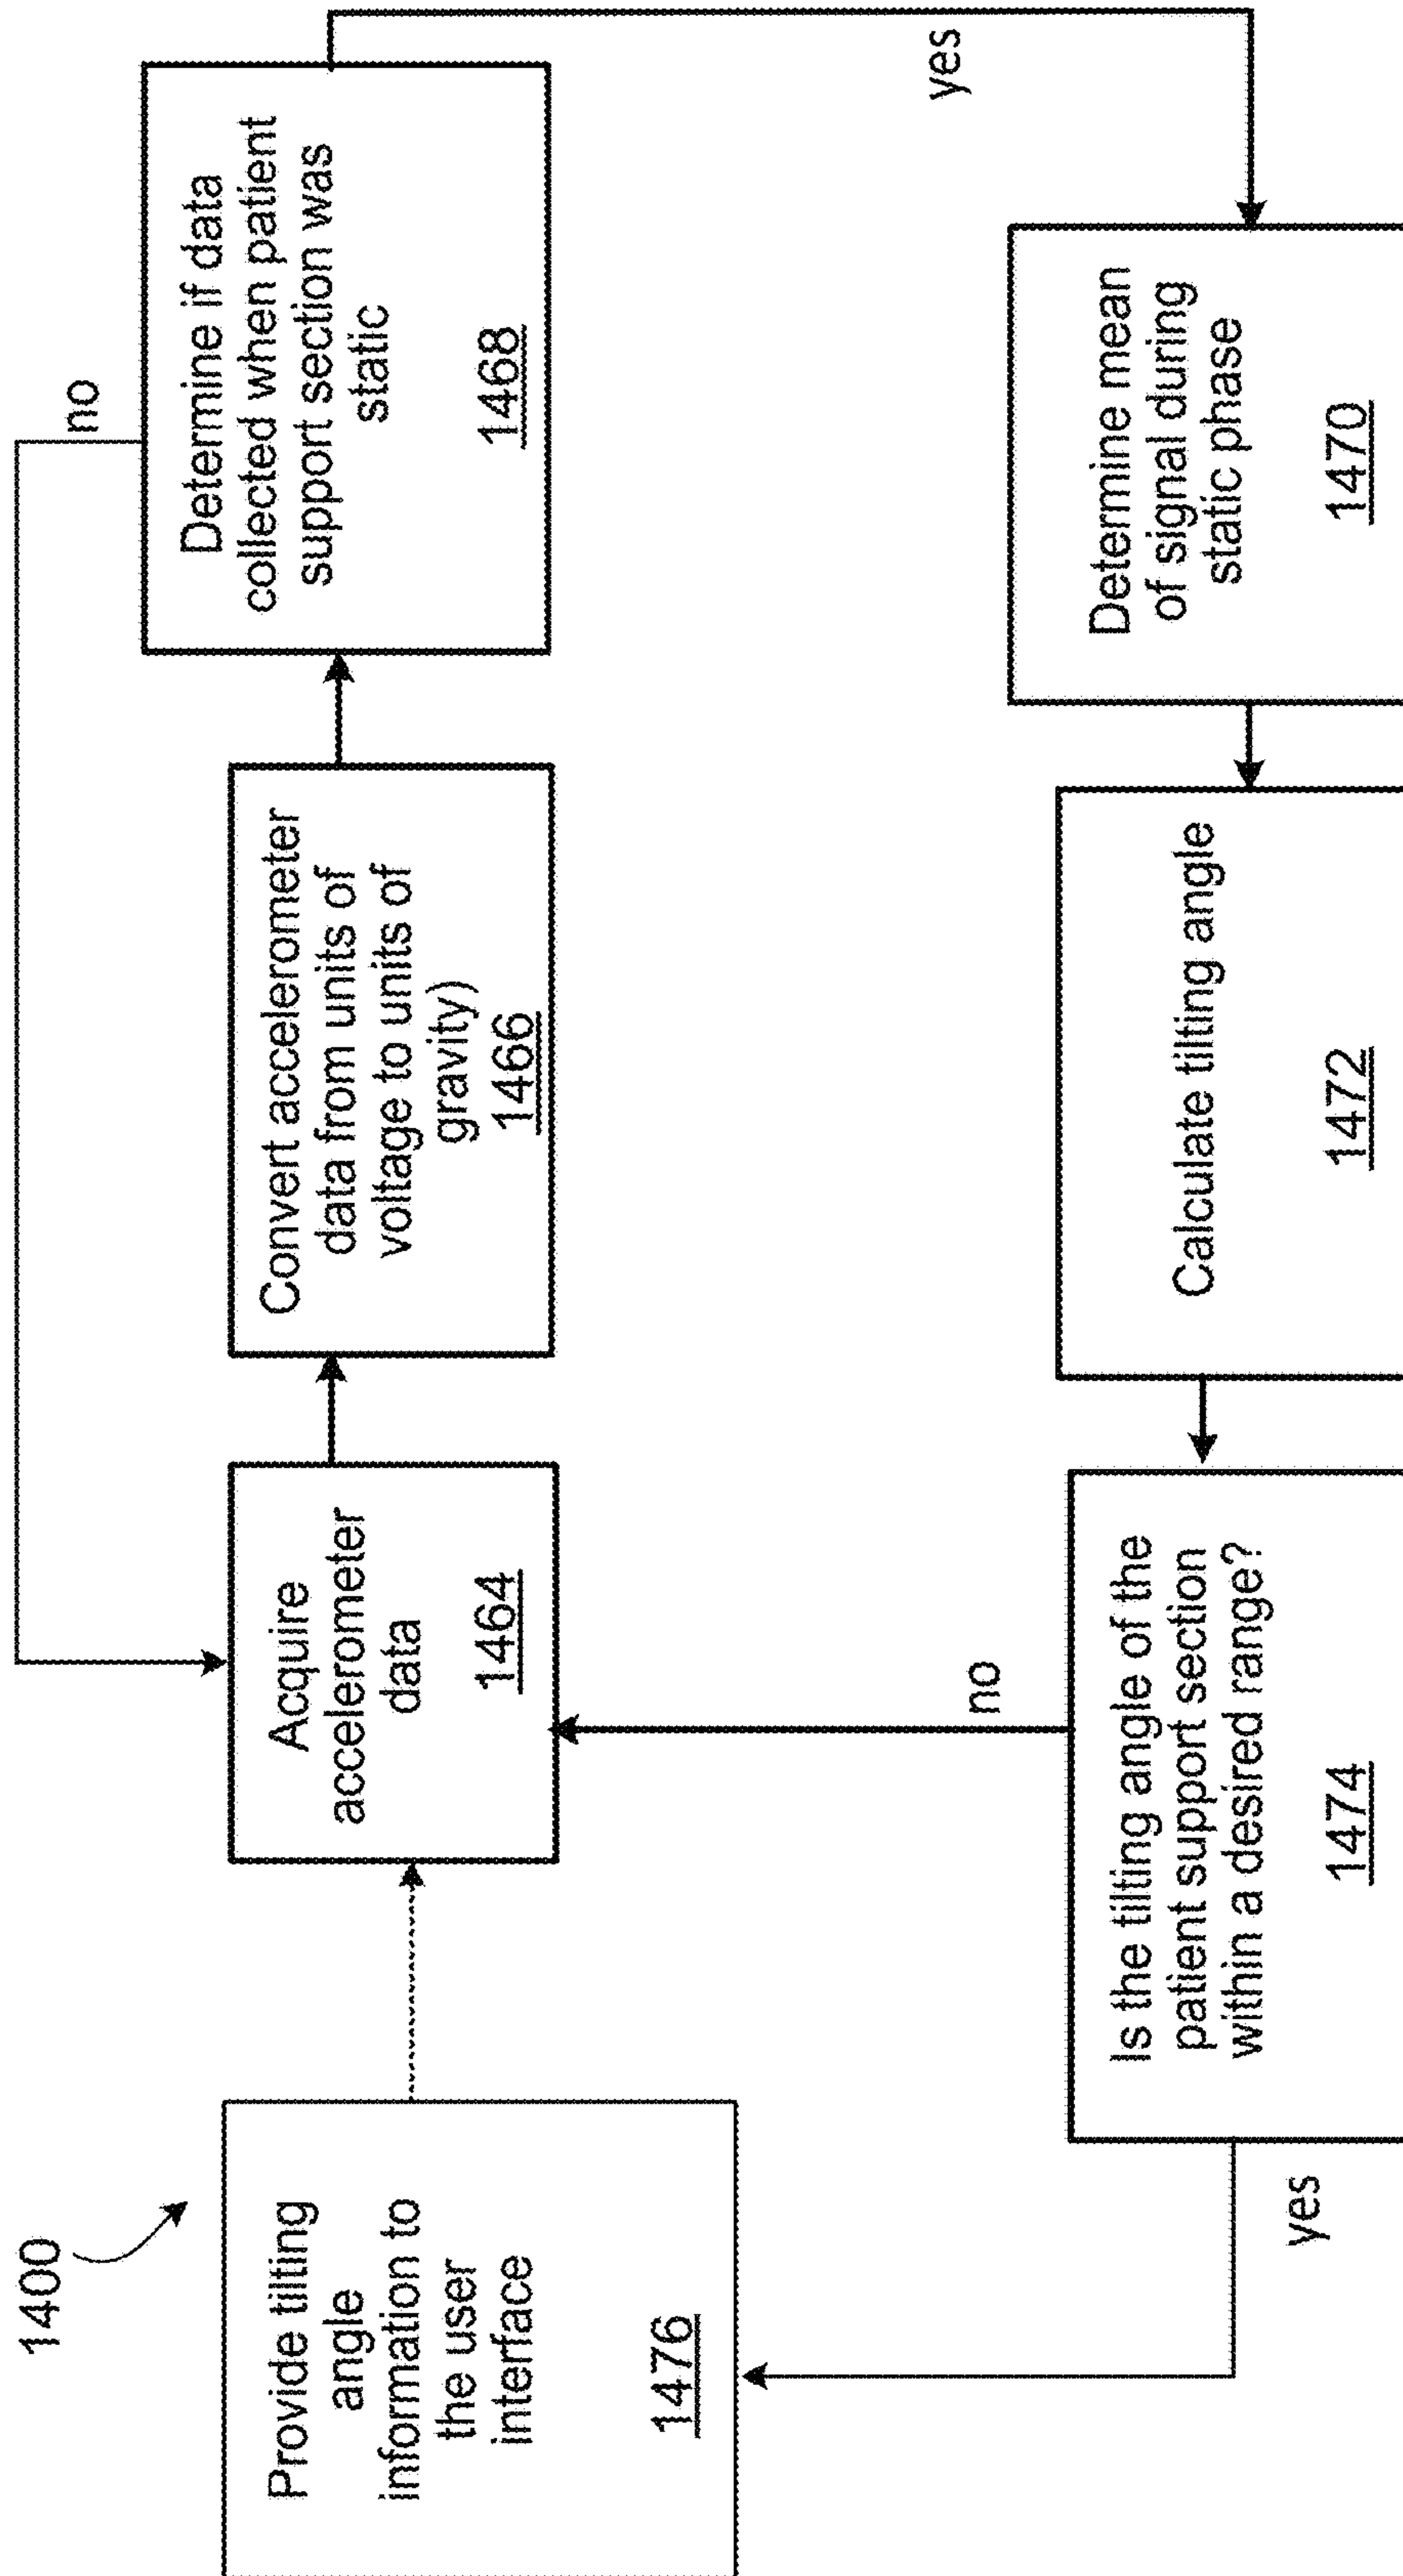 1400
Provide tilting
angle
information to
the user
interface
1476
Acquire
accelerometer
data
1464
Convert accelerometer
data from units of
voltage to units of
gravity)
1466
Determine if data
collected when patient
support section was
static
1468
no
yes
Determine mean
of signal during
static phase
1470
Calculate tilting angle
1472
Is the tilting angle of the
patient support section
within a desired range?
1474
no
yes